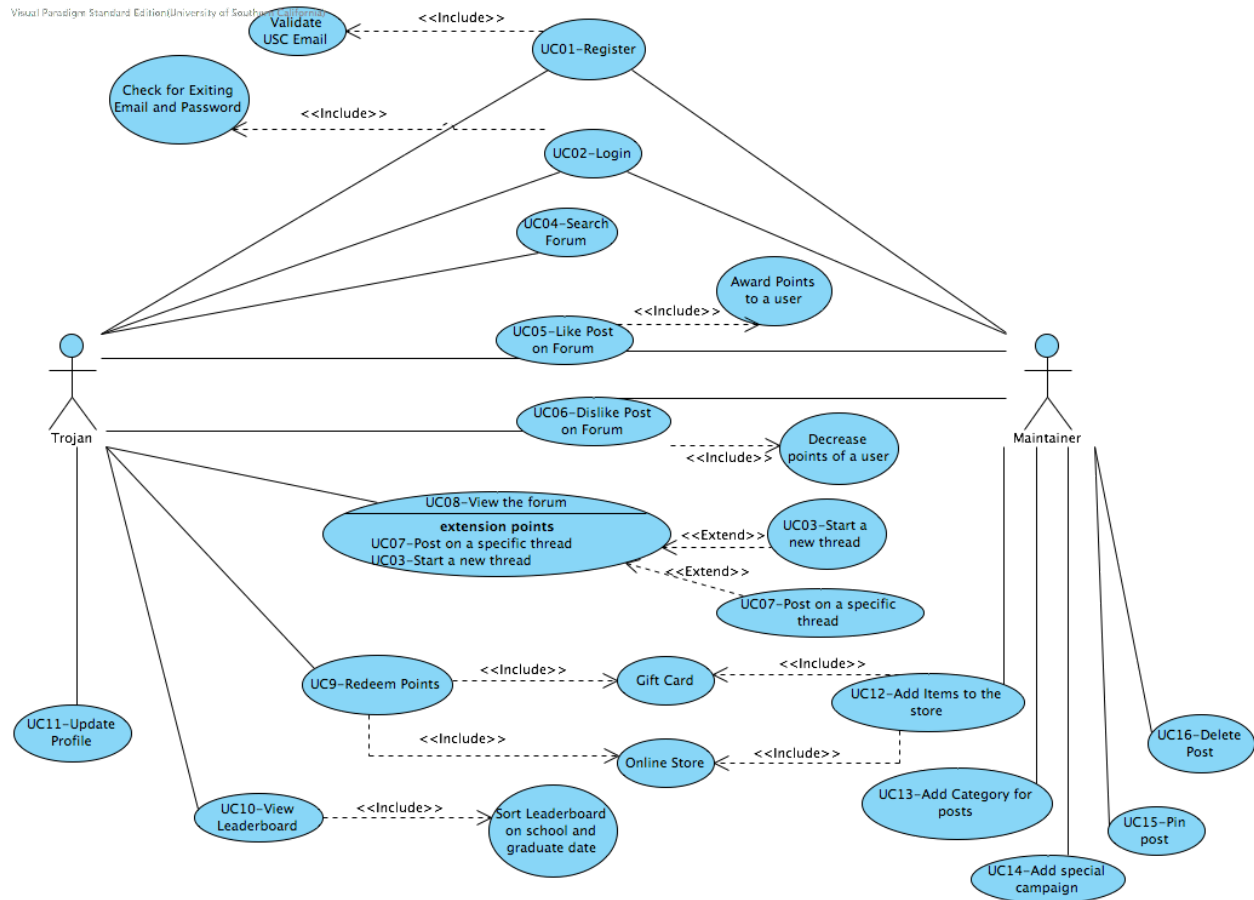 Visual Paradigm Standard Edition(University of Southern California)
Validate
USC Email
<<Include>>
UC01-Register
Check for Exiting
Email and Password
<<Include>>
UC02-Login
UC04-Search
Forum
Award Points
to a user
<<Include>>
UC05-Like Post
on Forum
Trojan
Maintainer
UC06-Dislike Post
on Forum
<<Include>>
Decrease
points of a user
UC08-View the forum
extension points
UC07-Post on a specific thread
UC03-Start a new thread
<<Extend>>
UC03-Start a
new thread
<<Extend>>
UC07-Post on a specific
thread
UC9-Redeem Points
<<Include>>
Gift Card
<<Include>>
UC12-Add Items to the
store
<<Include>>
Online Store
<<Include>>
UC11-Update
Profile
UC16-Delete
Post
UC10-View
Leaderboard
<<Include>>
Sort Leaderboard
on school and
graduate date
UC13-Add Category for
posts
UC15-Pin
post
UC14-Add special
campaign